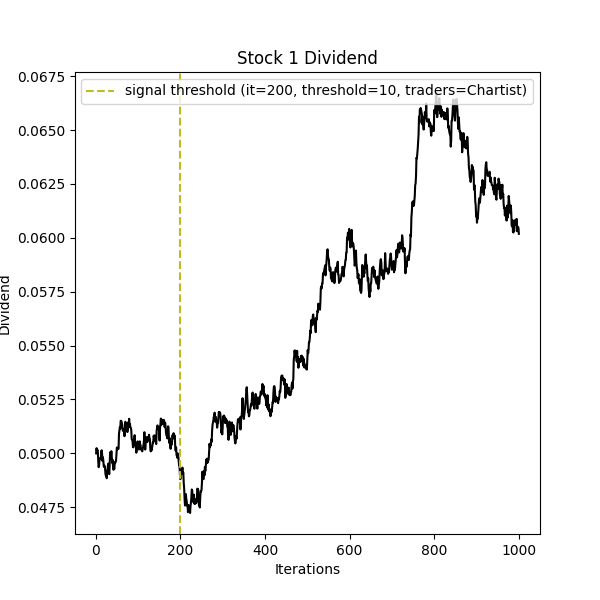 Stock 1 Dividend
signal threshold (it=200, threshold=10, traders=Chartist)
0.0675
0.0650
0.0625
0.0600
0.0575
0.0550
0.0525
0.0500
0.0475
Dividend
0 200 400 600 800 1000
Iterations